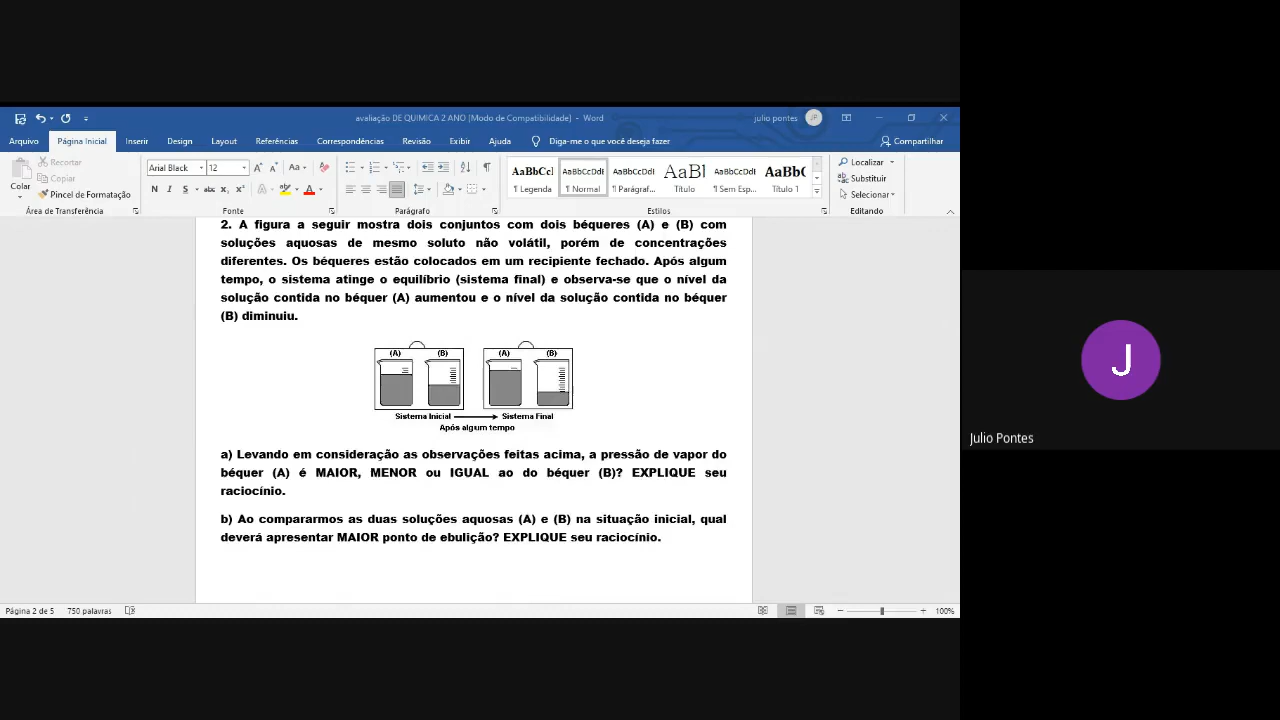 avaliação DE QUIMICA 2 ANO [Modo de Compatibilidade] - Word
julio pontes
JP
Arquivo Página Inicial Inserir Design Layout Referências Correspondências Revisão Exibir Ajuda Diga-me o que você deseja fazer Compartilhar
Colar
Recortar
Copiar
Pincel de Formatação
Área de Transferência
Arial Black 12
Aa
N I S abc x₂ x²
A A
Fonte
Parágrafo
AaBbCcI AaBbCcDdI AaBbCcDdI AaBl AaBbCcDdI AaBbC
¶ Legenda ¶ Normal ¶ Parágraf... Título ¶ Sem Esp... Título 1
Estilos
Localizar
Substituir
Selecionar
Editando
2. A figura a seguir mostra dois conjuntos com dois béqueres (A) e (B) com
soluções aquosas de mesmo soluto não volátil, porém de concentrações
diferentes. Os béqueres estão colocados em um recipiente fechado. Após algum
tempo, o sistema atinge o equilíbrio (sistema final) e observa-se que o nível da
solução contida no béquer (A) aumentou e o nível da solução contida no béquer
(B) diminuiu.
(A) (B) (A) (B)
Sistema Inicial Sistema Final
Após algum tempo
a) Levando em consideração as observações feitas acima, a pressão de vapor do
béquer (A) é MAIOR, MENOR ou IGUAL ao do béquer (B)? EXPLIQUE seu
raciocínio.
b) Ao compararmos as duas soluções aquosas (A) e (B) na situação inicial, qual
deverá apresentar MAIOR ponto de ebulição? EXPLIQUE seu raciocínio.
Página 2 de 5 750 palavras
100%
J
Julio Pontes